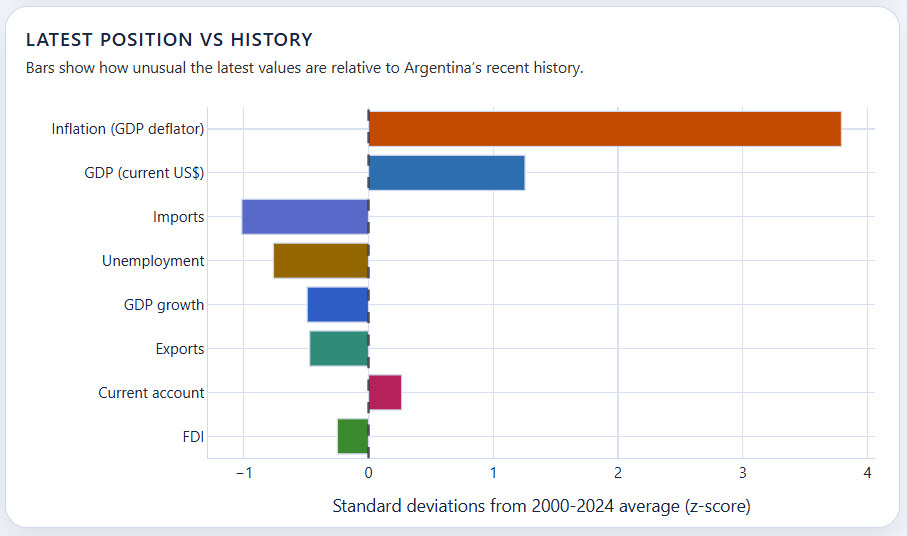 LATEST POSITION VS HISTORY
Bars show how unusual the latest values are relative to Argentina's recent history.
Inflation (GDP deflator)
GDP (current US$)
Imports
Unemployment
GDP growth
Exports
Current account
FDI
−1 0 1 2 3 4
Standard deviations from 2000-2024 average (z-score)